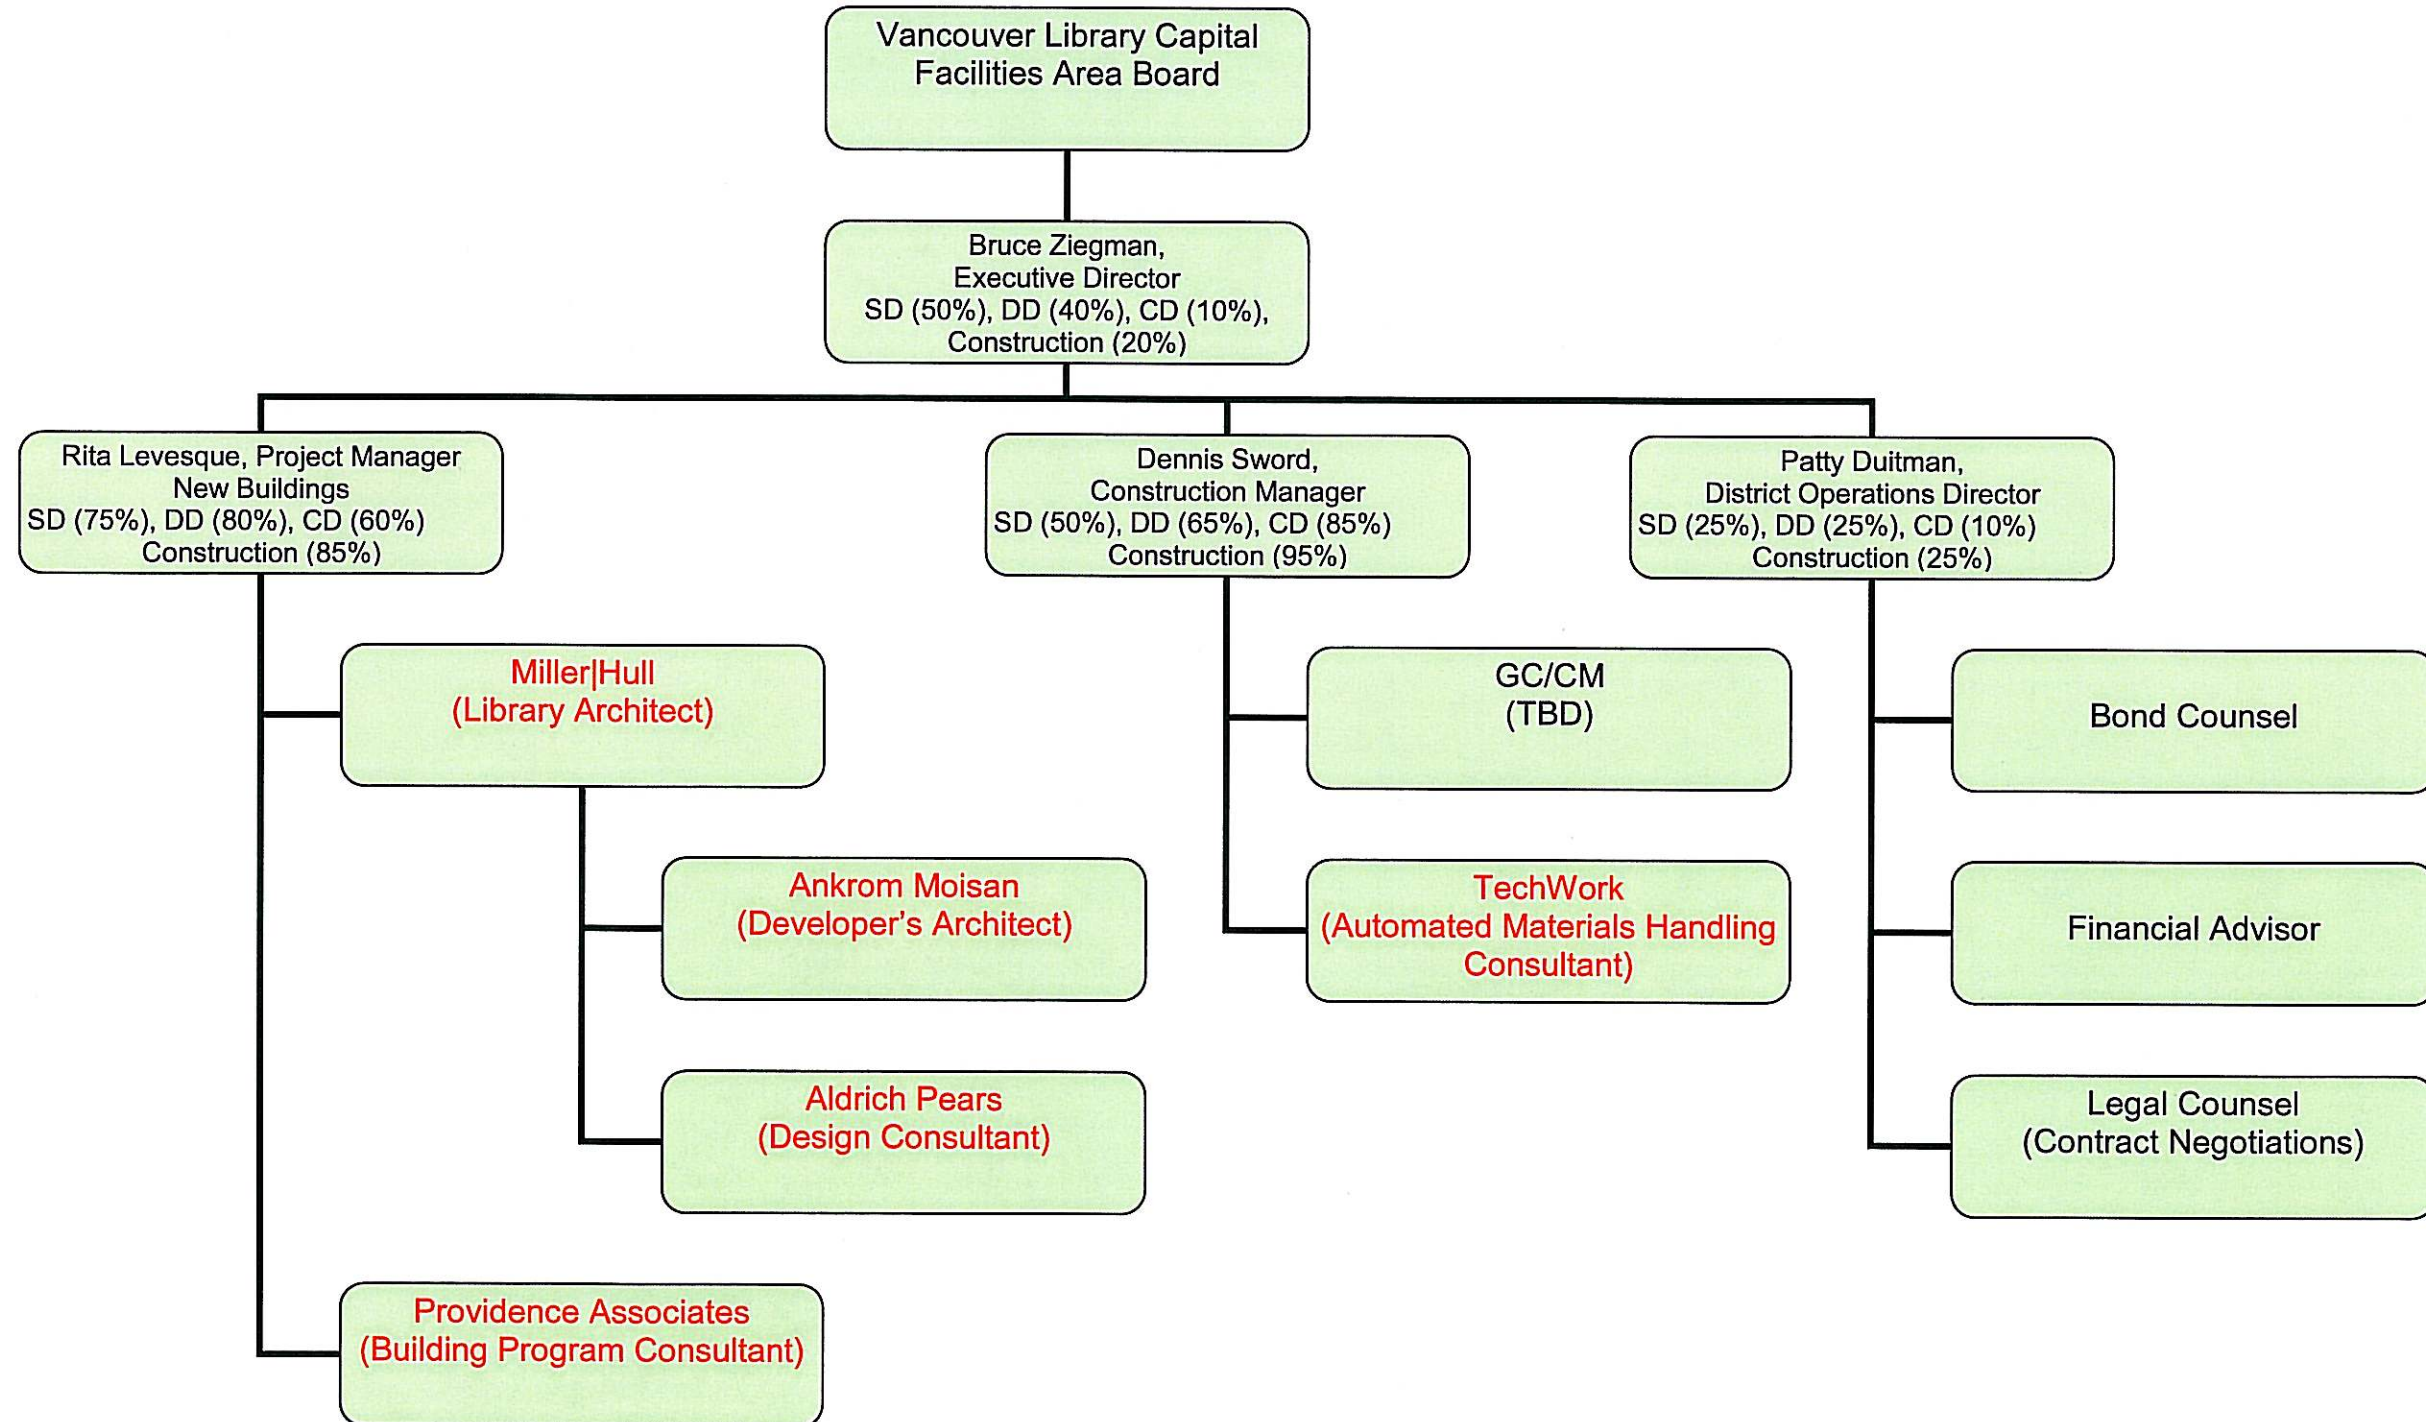 Vancouver Library Capital
Facilities Area Board
Bruce Ziegman,
Executive Director
SD (50%), DD (40%), CD (10%),
Construction (20%)
Rita Levesque, Project Manager
New Buildings
SD (75%), DD (80%), CD (60%)
Construction (85%)
Dennis Sword,
Construction Manager
SD (50%), DD (65%), CD (85%)
Construction (95%)
Patty Duitman,
District Operations Director
SD (25%), DD (25%), CD (10%)
Construction (25%)
Miller|Hull
(Library Architect)
GC/CM
(TBD)
Bond Counsel
Ankrom Moisan
(Developer's Architect)
TechWork
(Automated Materials Handling
Consultant)
Financial Advisor
Aldrich Pears
(Design Consultant)
Legal Counsel
(Contract Negotiations)
Providence Associates
(Building Program Consultant)